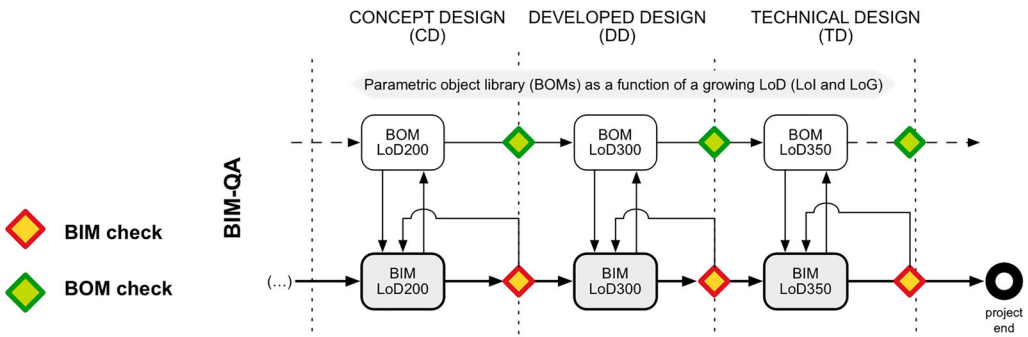 CONCEPT DESIGN
(CD)
DEVELOPED DESIGN
(DD)
TECHNICAL DESIGN
(TD)
Parametric object library (BOMs) as a function of a growing LoD (LoI and LoG)
BOM
LoD200
BOM
LoD300
BOM
LoD350
BIM-QA
BIM check
BOM check
(...)
BIM
LoD200
BIM
LoD300
BIM
LoD350
project
end